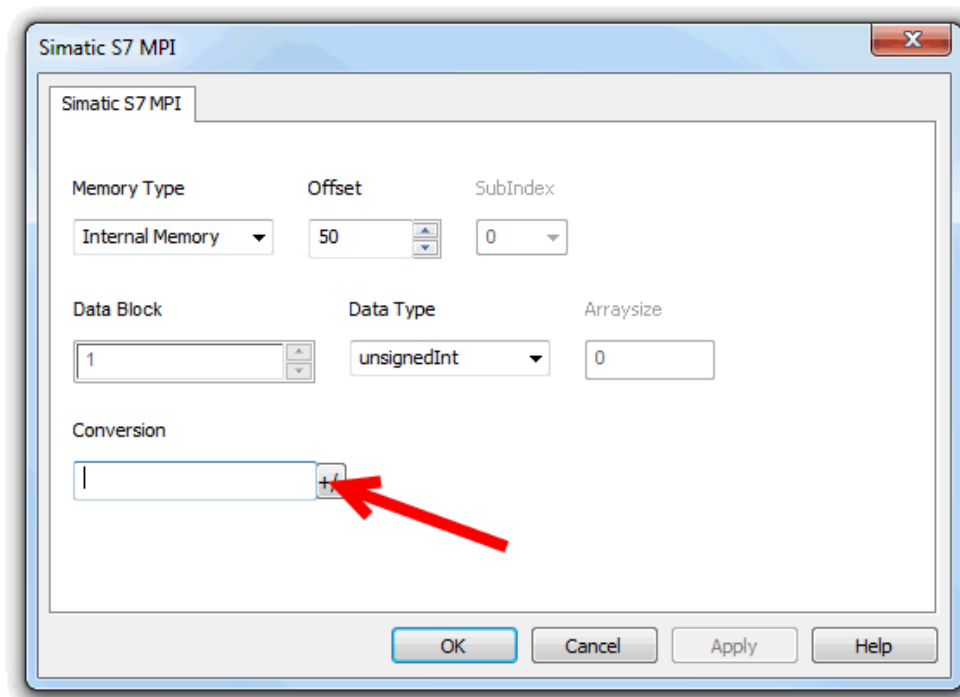 Simatic S7 MPI
Simatic S7 MPI
Memory Type Offset SubIndex
Internal Memory 50 0
Data Block Data Type Arraysize
1 unsignedInt 0
Conversion
+/
OK Cancel Apply Help